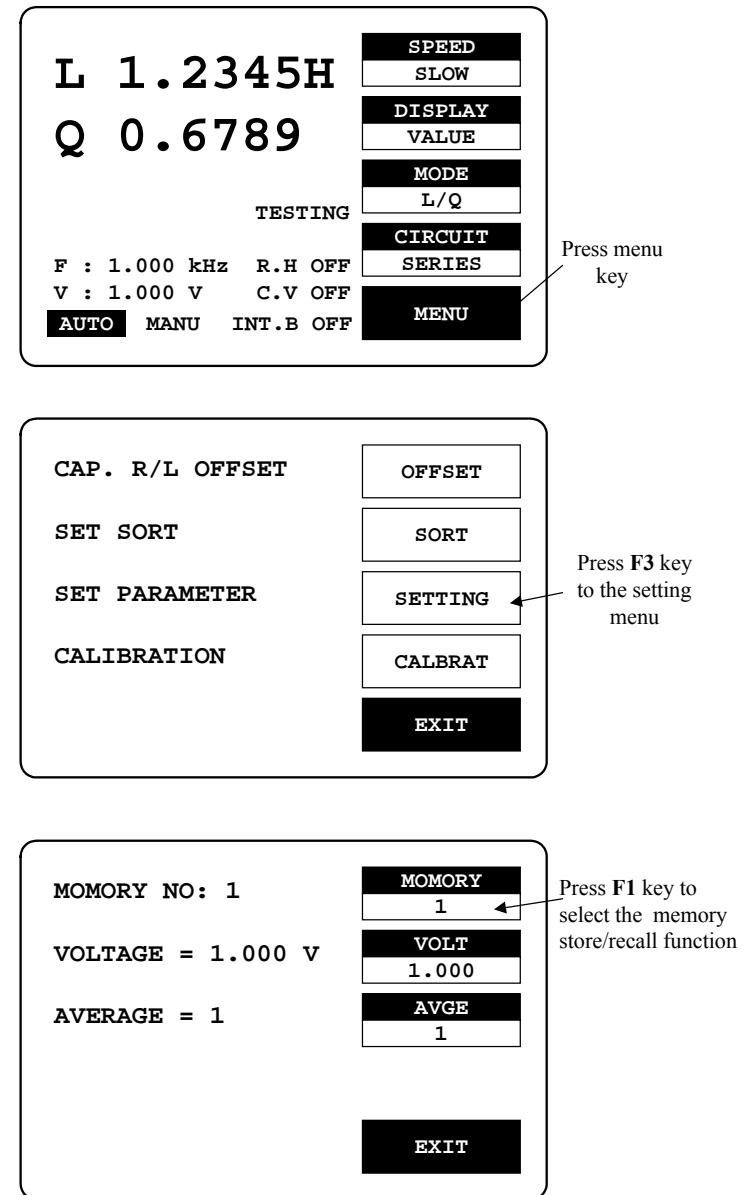 L 1.2345H
Q 0.6789
TESTING
F : 1.000 kHz R.H OFF
V : 1.000 V C.V OFF
AUTO MANU INT.B OFF
SPEED
SLOW
DISPLAY
VALUE
MODE
L/Q
CIRCUIT
SERIES
MENU
Press menu
key
CAP. R/L OFFSET
OFFSET
SET SORT
SORT
SET PARAMETER
SETTING
CALIBRATION
CALBRAT
EXIT
Press F3 key
to the setting
menu
MOMORY NO: 1
MOMORY
1
VOLTAGE = 1.000 V
VOLT
1.000
AVERAGE = 1
AVGE
1
EXIT
Press F1 key to
select the memory
store/recall function